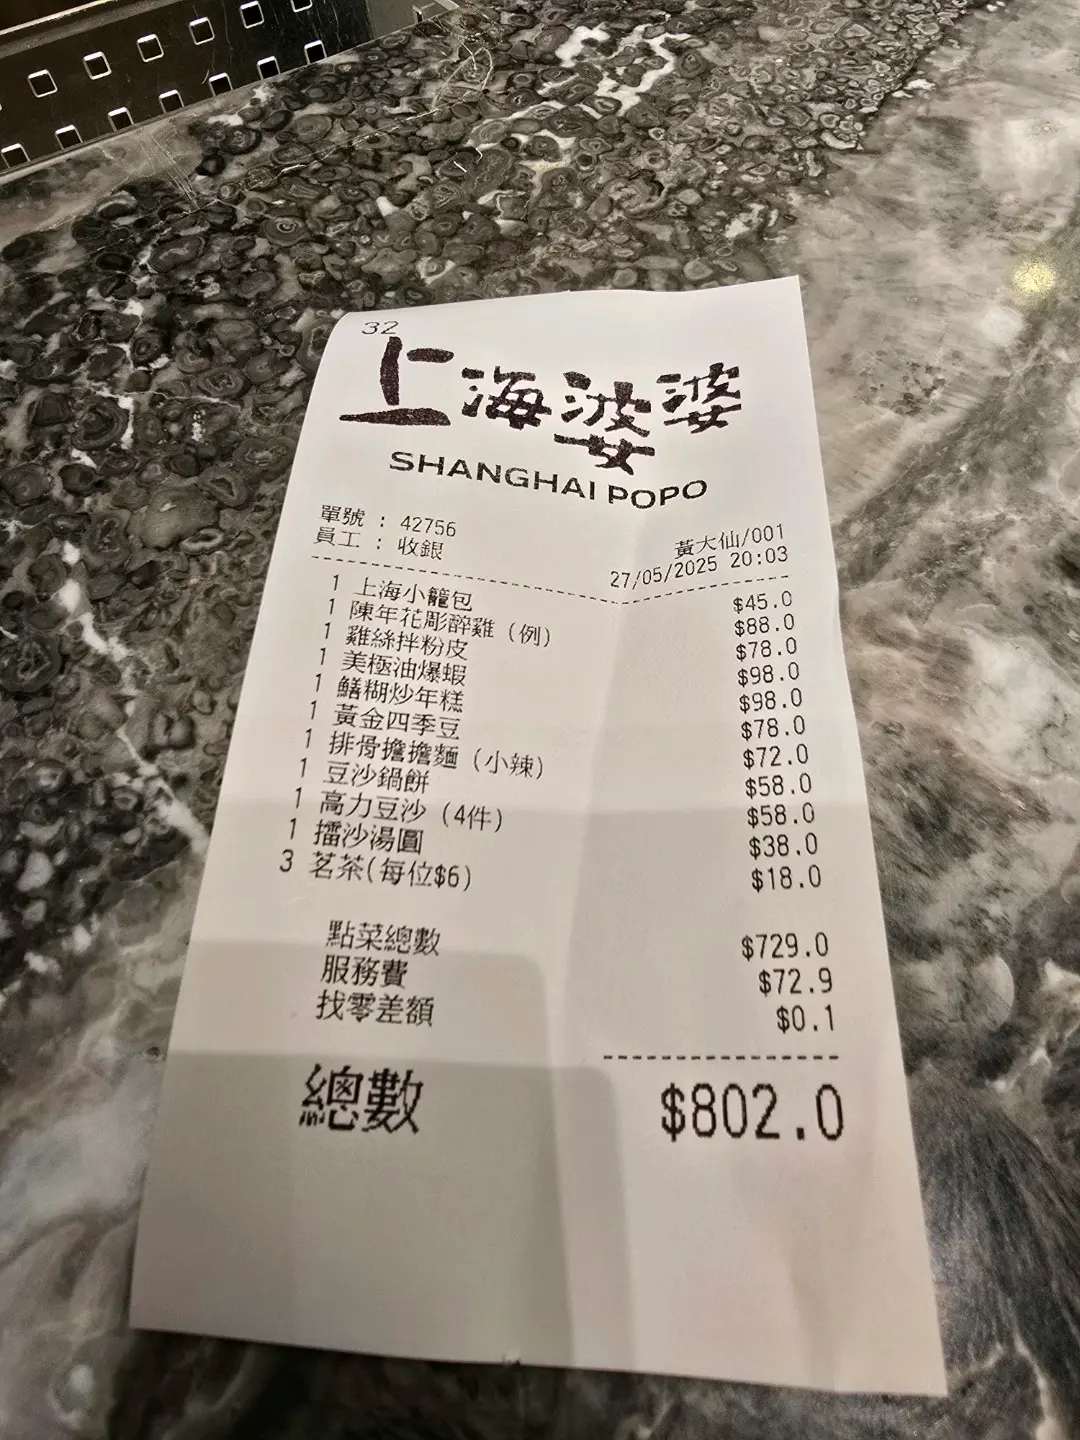 32
上海婆婆
SHANGHAI POPO
單號 : 42756
員工 : 收銀
黃大仙/001
27/05/2025 20:03
1 上海小籠包 $45.0
1 陳年花彫醉雞 (例) $88.0
1 雞絲拌粉皮 $78.0
1 美極油爆蝦 $98.0
1 鱔糊炒年糕 $98.0
1 黃金四季豆 $78.0
1 排骨擔擔麵 (小辣) $72.0
1 豆沙鍋餅 $58.0
1 高力豆沙 (4件) $58.0
1 擂沙湯圓 $38.0
3 茗茶(每位$6) $18.0
點菜總數 $729.0
服務費 $72.9
找零差額 $0.1
總數 $802.0